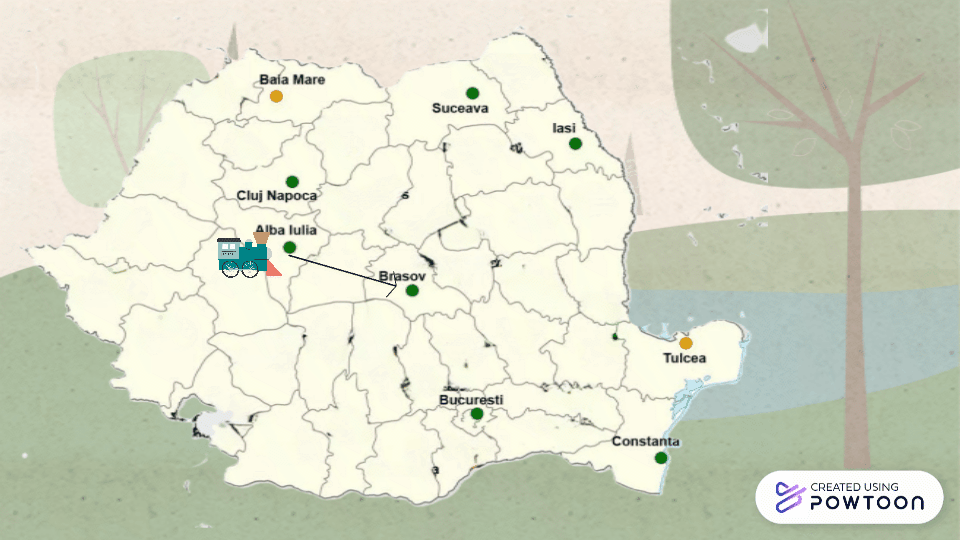 Baia Mare
Suceava
Iasi
Cluj Napoca
Alba Iulia
Brasov
Tulcea
Bucuresti
Constanta
CREATED USING
POWTOON